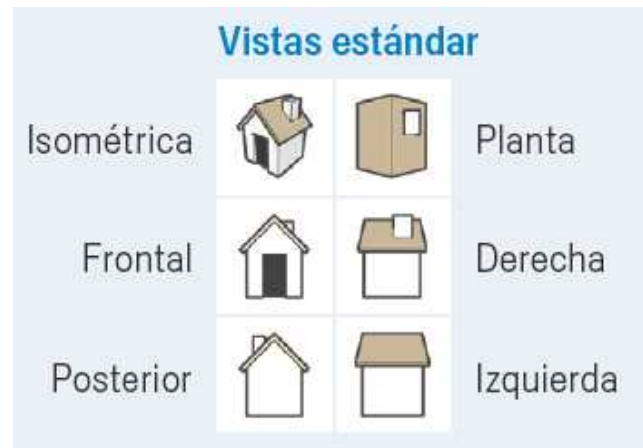 Vistas estándar
Isométrica
Planta
Frontal
Derecha
Posterior
Izquierda